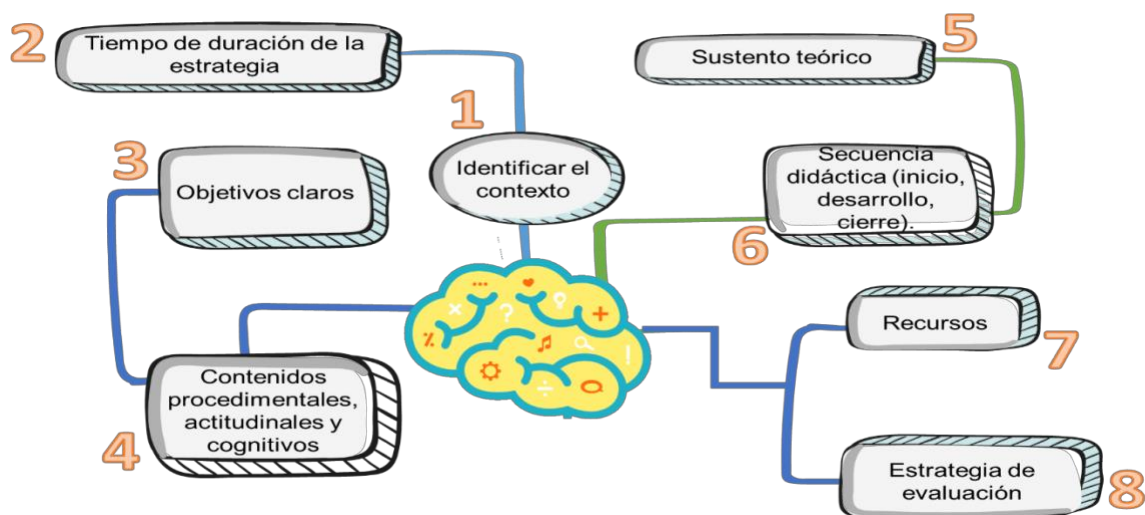 1
Identificar el
contexto
2
Tiempo de duración de la
estrategia
3
Objetivos claros
4
Contenidos
procedimentales,
actitudinales y
cognitivos
5
Sustento teórico
6
Secuencia
didáctica (inicio,
desarrollo,
cierre).
7
Recursos
8
Estrategia de
evaluación